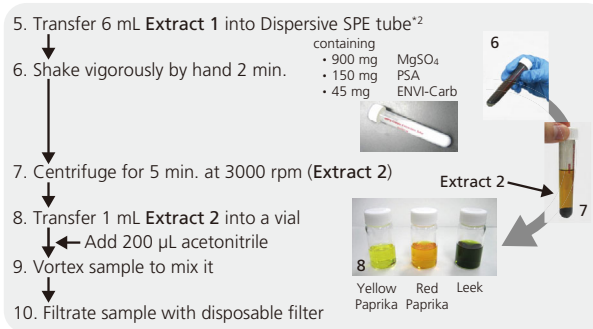 5. Transfer 6 mL Extract 1 into Dispersive SPE tube*2
containing
• 900 mg MgSO₄
• 150 mg PSA
• 45 mg ENVI-Carb
6. Shake vigorously by hand 2 min.
6
7. Centrifuge for 5 min. at 3000 rpm (Extract 2)
Extract 2
7
8. Transfer 1 mL Extract 2 into a vial
Add 200 µL acetonitrile
9. Vortex sample to mix it
10. Filtrate sample with disposable filter
8
Yellow Paprika
Red Paprika
Leek